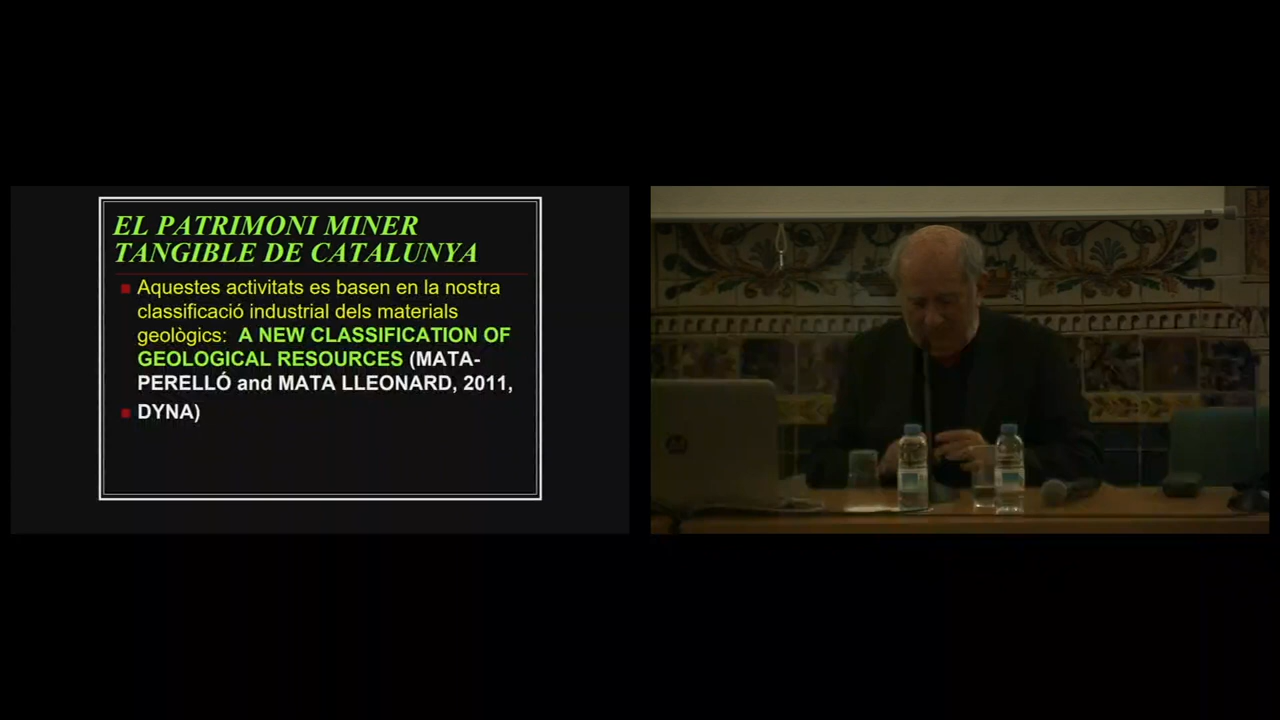 EL PATRIMONI MINER
TANGIBLE DE CATALUNYA
Aquestes activitats es basen en la nostra
classificació industrial dels materials
geològics: A NEW CLASSIFICATION OF
GEOLOGICAL RESOURCES (MATA-
PERELLÓ and MATA LLEONARD, 2011,
DYNA)